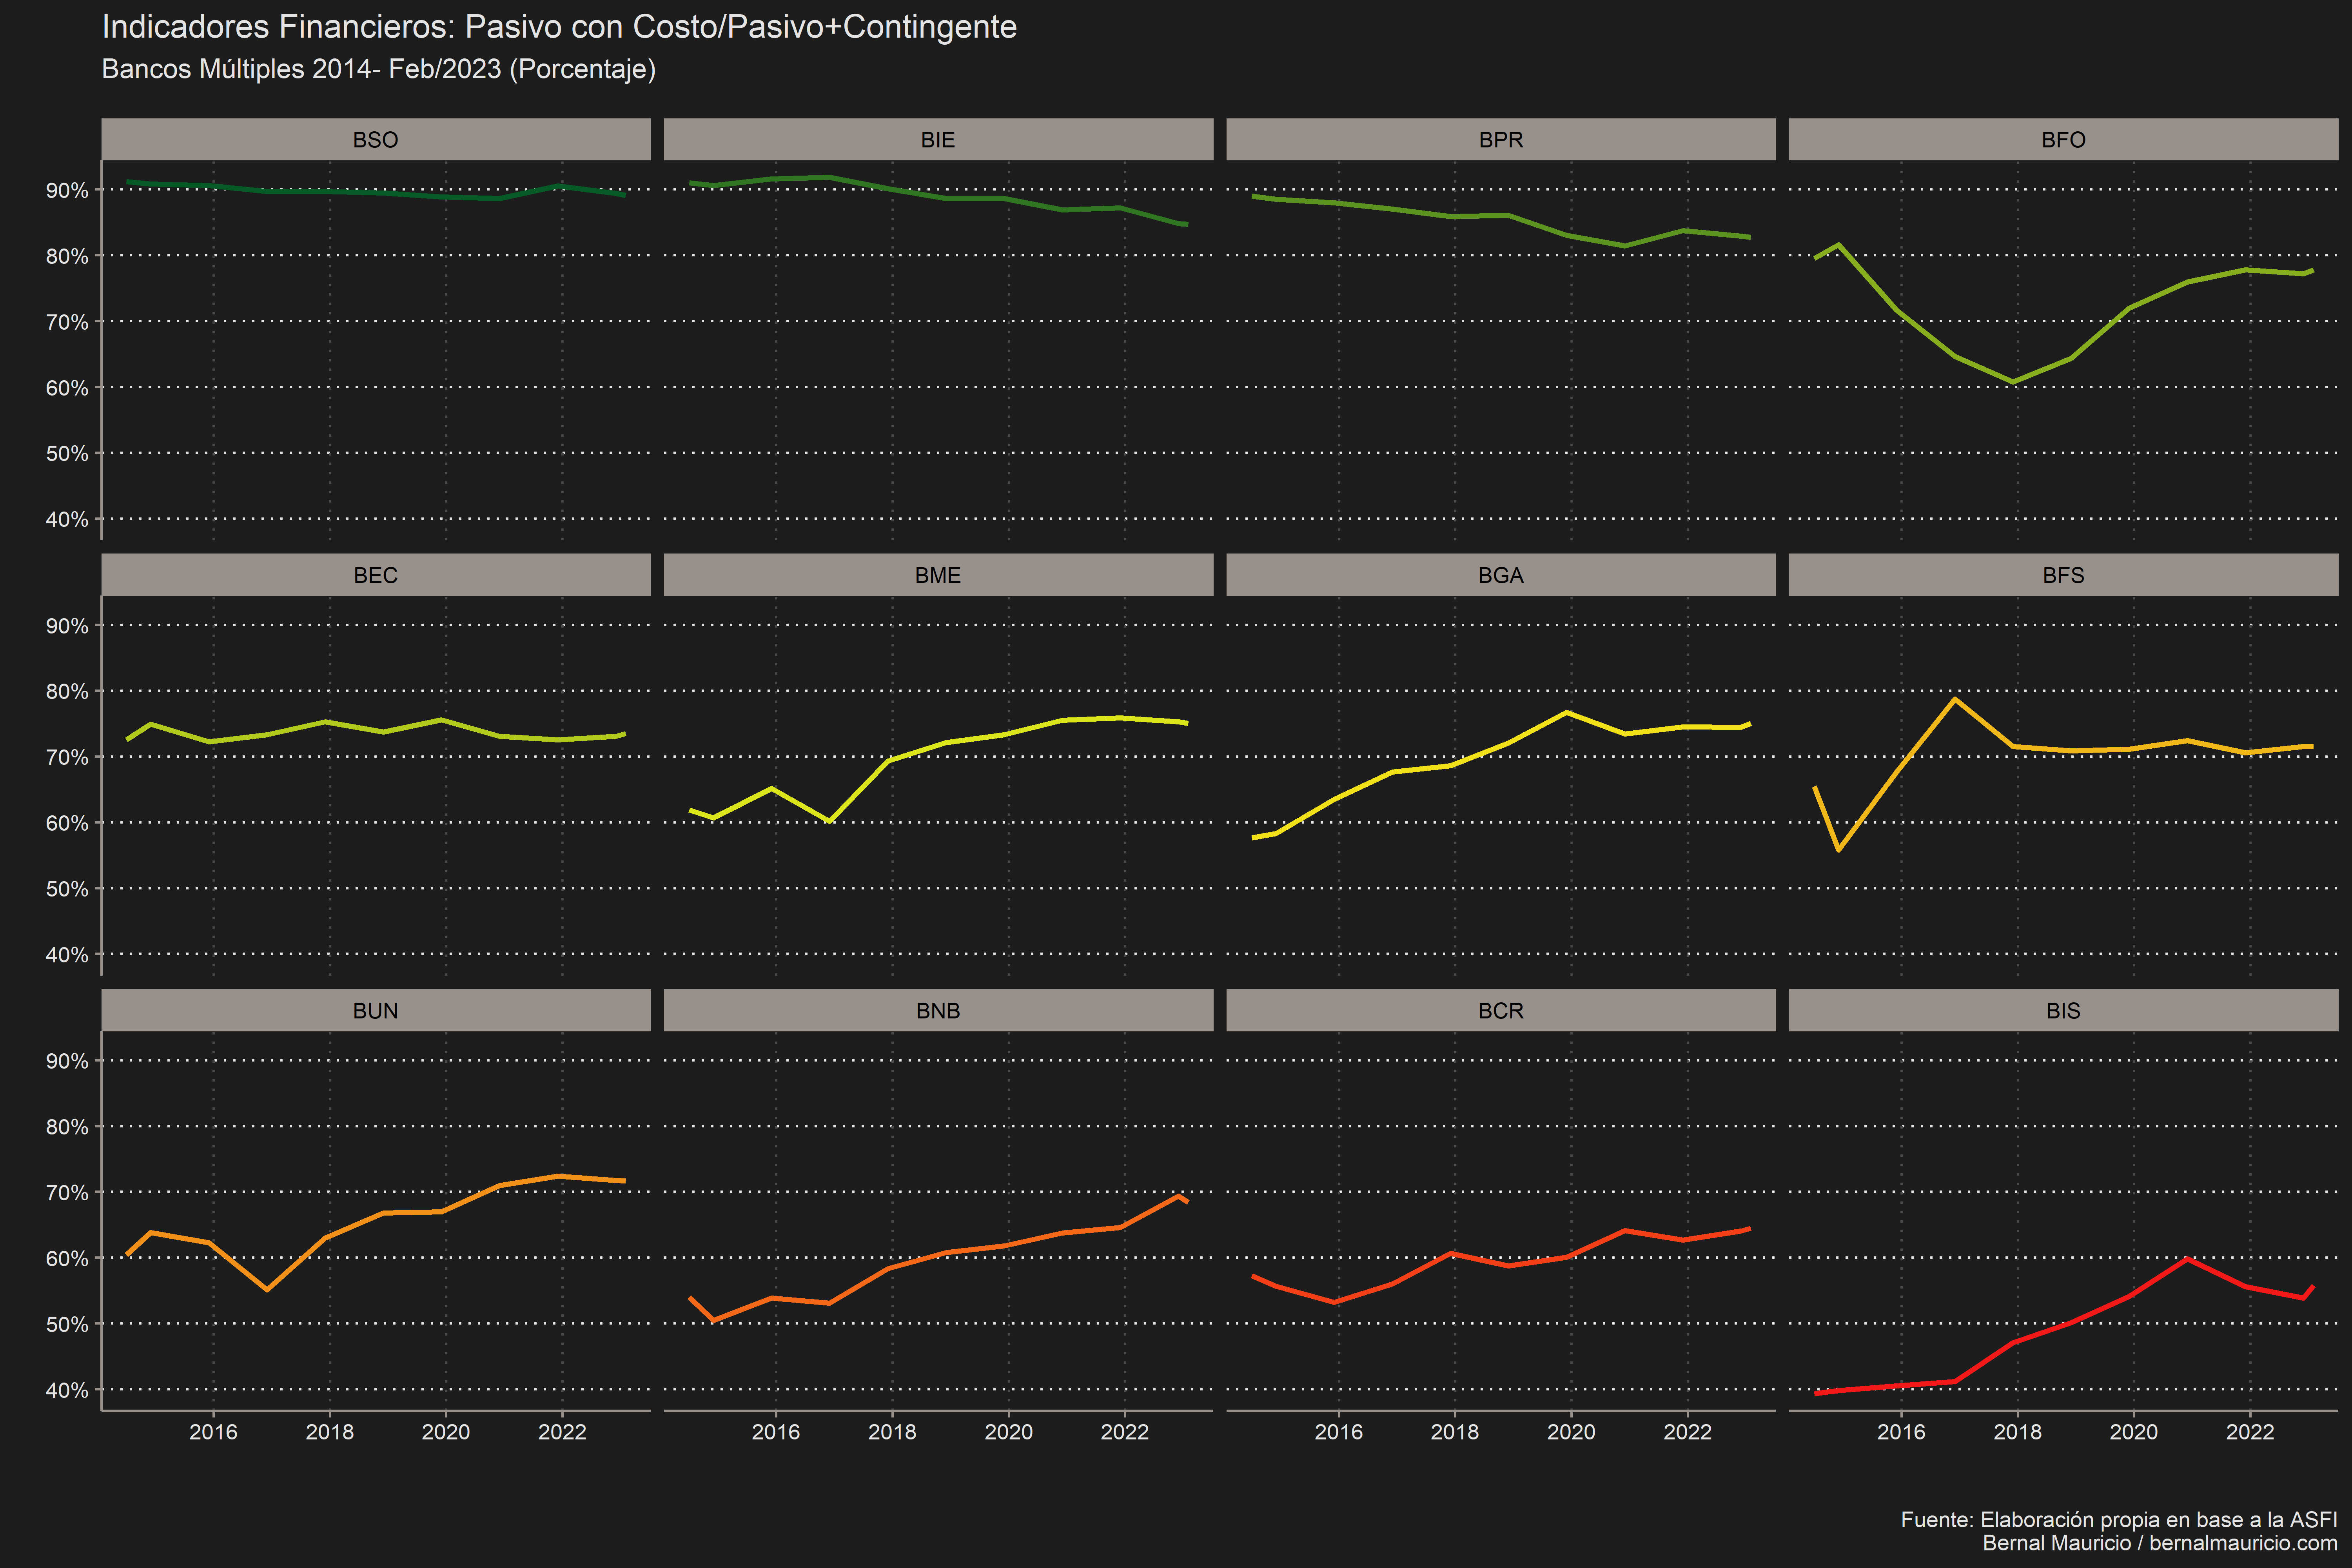 Indicadores Financieros: Pasivo con Costo/Pasivo+Contingente
Bancos Múltiples 2014- Feb/2023 (Porcentaje)
BSO BIE BPR BFO
90%
80%
70%
60%
50%
40%
BEC BME BGA BFS
90%
80%
70%
60%
50%
40%
BUN BNB BCR BIS
90%
80%
70%
60%
50%
40%
2016 2018 2020 2022 2016 2018 2020 2022 2016 2018 2020 2022 2016 2018 2020 2022
Fuente: Elaboración propia en base a la ASFI
Bernal Mauricio / bernalmauricio.com